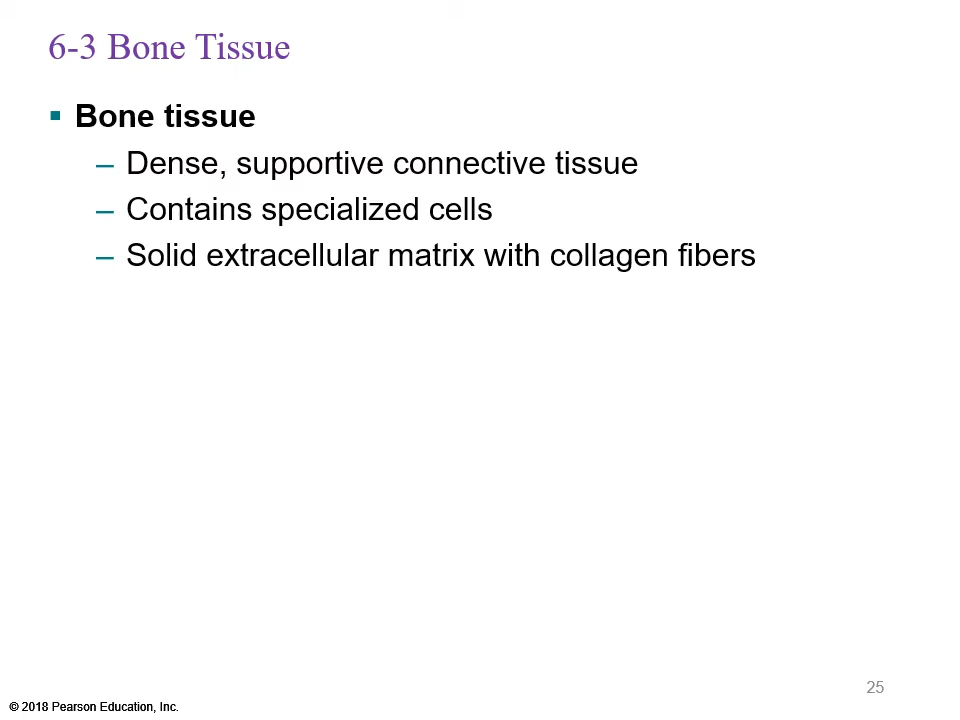 6-3 Bone Tissue
▪ Bone tissue
– Dense, supportive connective tissue
– Contains specialized cells
– Solid extracellular matrix with collagen fibers
25
© 2018 Pearson Education, Inc.